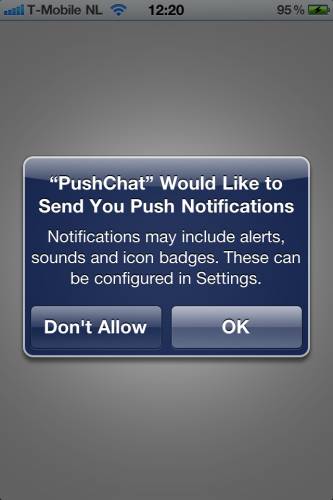 T-Mobile NL 12:20 95 %
“PushChat” Would Like to
Send You Push Notifications
Notifications may include alerts,
sounds and icon badges. These can
be configured in Settings.
Don't Allow OK